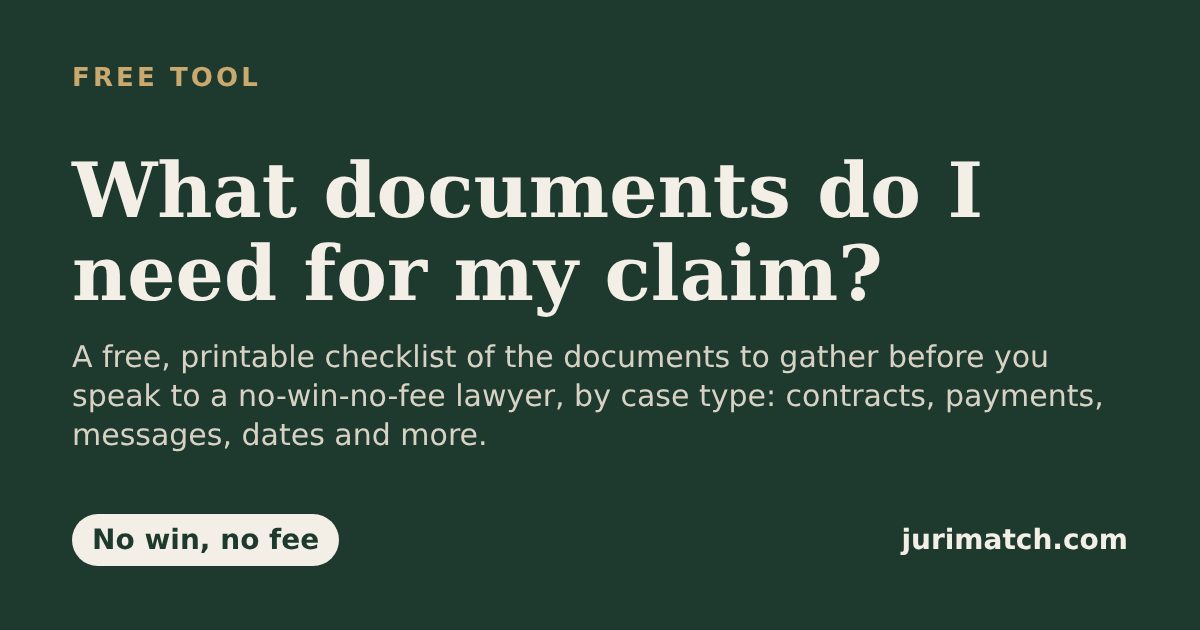 FREE TOOL
What documents do I
need for my claim?
A free, printable checklist of the documents to gather before you
speak to a no-win-no-fee lawyer, by case type: contracts, payments,
messages, dates and more.
No win, no fee
jurimatch.com